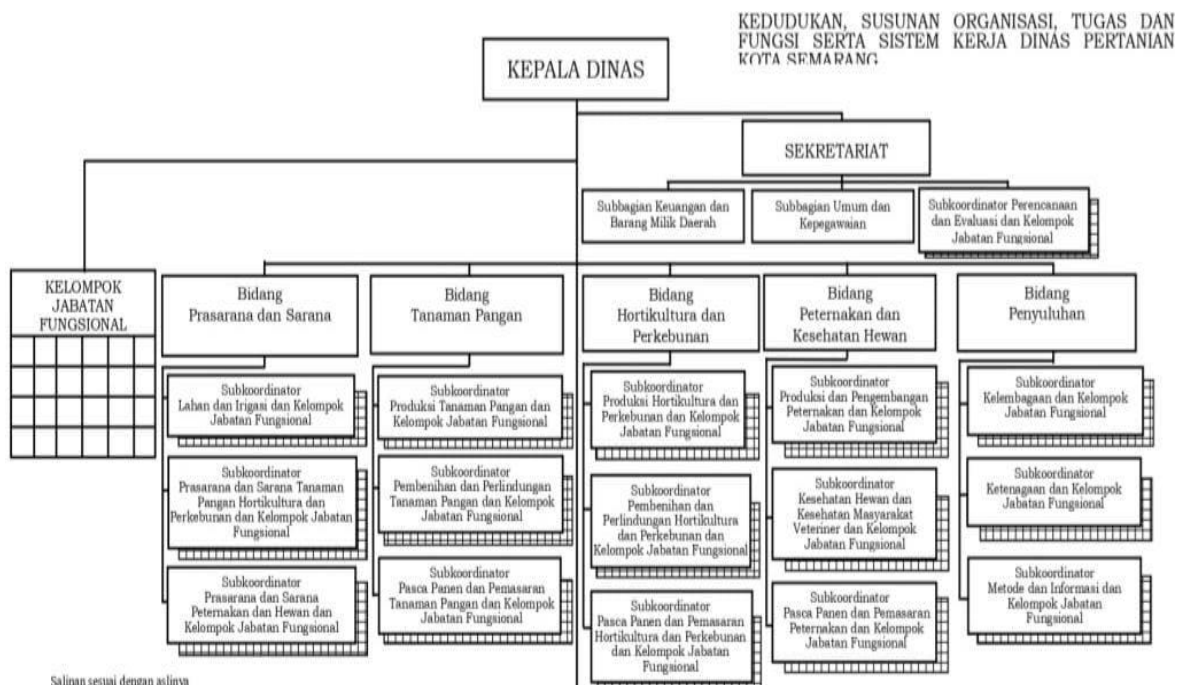 KEDUDUKAN, SUSUNAN ORGANISASI, TUGAS DAN
FUNGSI SERTA SISTEM KERJA DINAS PERTANIAN
KOTA SEMARANG
KEPALA DINAS
SEKRETARIAT
Subbagian Keuangan dan
Barang Milik Daerah
Subbagian Umum dan
Kepegawaian
Subkoordinator Perencanaan
dan Evaluasi dan Kelompok
Jabatan Fungsional
KELOMPOK
JABATAN
FUNGSIONAL
Bidang
Prasarana dan Sarana
Bidang
Tanaman Pangan
Bidang
Hortikultura dan
Perkebunan
Bidang
Peternakan dan
Kesehatan Hewan
Bidang
Penyuluhan
Subkoordinator
Lahan dan Irigasi dan Kelompok
Jabatan Fungsional
Subkoordinator
Produksi Tanaman Pangan dan
Kelompok Jabatan Fungsional
Subkoordinator
Produksi Hortikultura dan
Perkebunan dan Kelompok
Jabatan Fungsional
Subkoordinator
Produksi dan Pengembangan
Peternakan dan Kelompok
Jabatan Fungsional
Subkoordinator
Kelembagaan dan Kelompok
Jabatan Fungsional
Subkoordinator
Prasarana dan Sarana Tanaman
Pangan Hortikultura dan
Perkebunan dan Kelompok Jabatan
Fungsional
Subkoordinator
Pembenihan dan Perlindungan
Tanaman Pangan dan Kelompok
Jabatan Fungsional
Subkoordinator
Pembenihan dan
Perlindungan Hortikultura
dan Perkebunan dan
Kelompok Jabatan Fungsional
Subkoordinator
Kesehatan Hewan dan
Kesehatan Masyarakat
Veteriner dan Kelompok
Jabatan Fungsional
Subkoordinator
Ketenagaan dan Kelompok
Jabatan Fungsional
Subkoordinator
Prasarana dan Sarana
Peternakan dan Hewan dan
Kelompok Jabatan Fungsional
Subkoordinator
Pasca Panen dan Pemasaran
Tanaman Pangan dan Kelompok
Jabatan Fungsional
Subkoordinator
Pasca Panen dan Pemasaran
Hortikultura dan Perkebunan
dan Kelompok Jabatan
Fungsional
Subkoordinator
Pasca Panen dan Pemasaran
Peternakan dan Kelompok
Jabatan Fungsional
Subkoordinator
Metode dan Informasi dan
Kelompok Jabatan
Fungsional
Salinan sesuai dengan aslinya